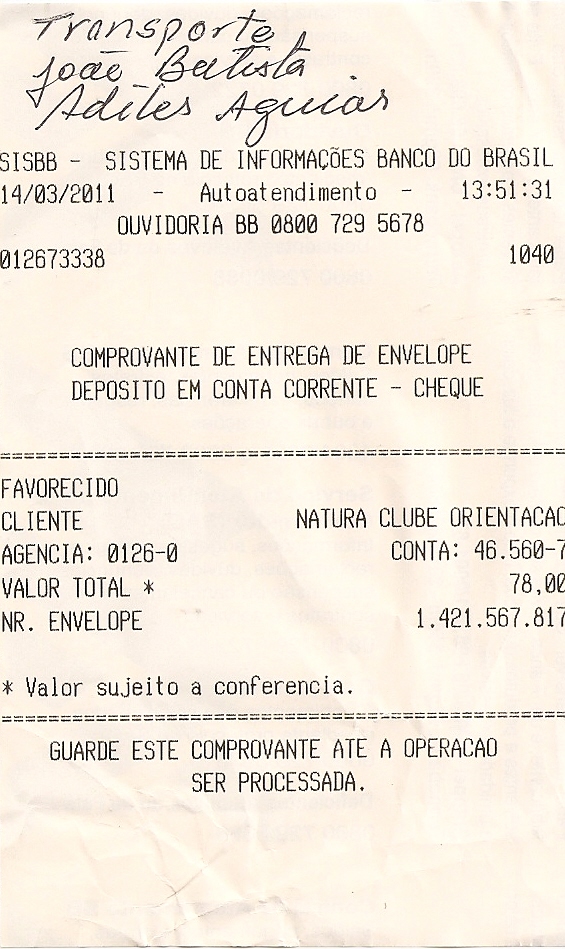 Transporte
João Batista
Adiles Aguiar
SISBB - SISTEMA DE INFORMAÇÕES BANCO DO BRASIL
14/03/2011 - Autoatendimento - 13:51:31
OUVIDORIA BB 0800 729 5678
012673338 1040
COMPROVANTE DE ENTREGA DE ENVELOPE
DEPOSITO EM CONTA CORRENTE - CHEQUE
================================================
FAVORECIDO
CLIENTE NATURA CLUBE ORIENTACAO
AGENCIA: 0126-0 CONTA: 46.560-7
VALOR TOTAL * 78,00
NR. ENVELOPE 1.421.567.817
* Valor sujeito a conferencia.
================================================
GUARDE ESTE COMPROVANTE ATE A OPERACAO
SER PROCESSADA.